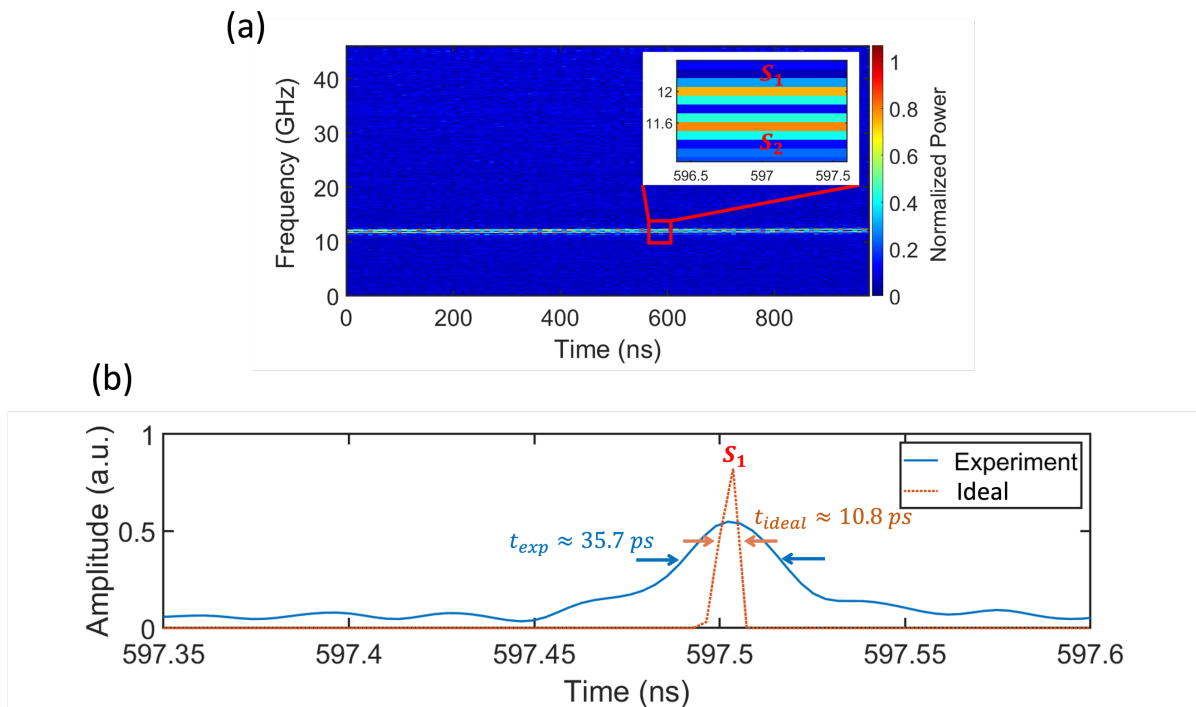 (a)
Frequency (GHz)
40
30
20
10
0
0 200 400 600 800
Time (ns)
S1
12
11.6
S2
596.5 597 597.5
1
0.8
0.6
0.4
0.2
0
Normalized Power
(b)
Amplitude (a.u.)
1
0.5
0
S1
Experiment
Ideal
t_exp ≈ 35.7 ps
t_ideal ≈ 10.8 ps
597.35 597.4 597.45 597.5 597.55 597.6
Time (ns)